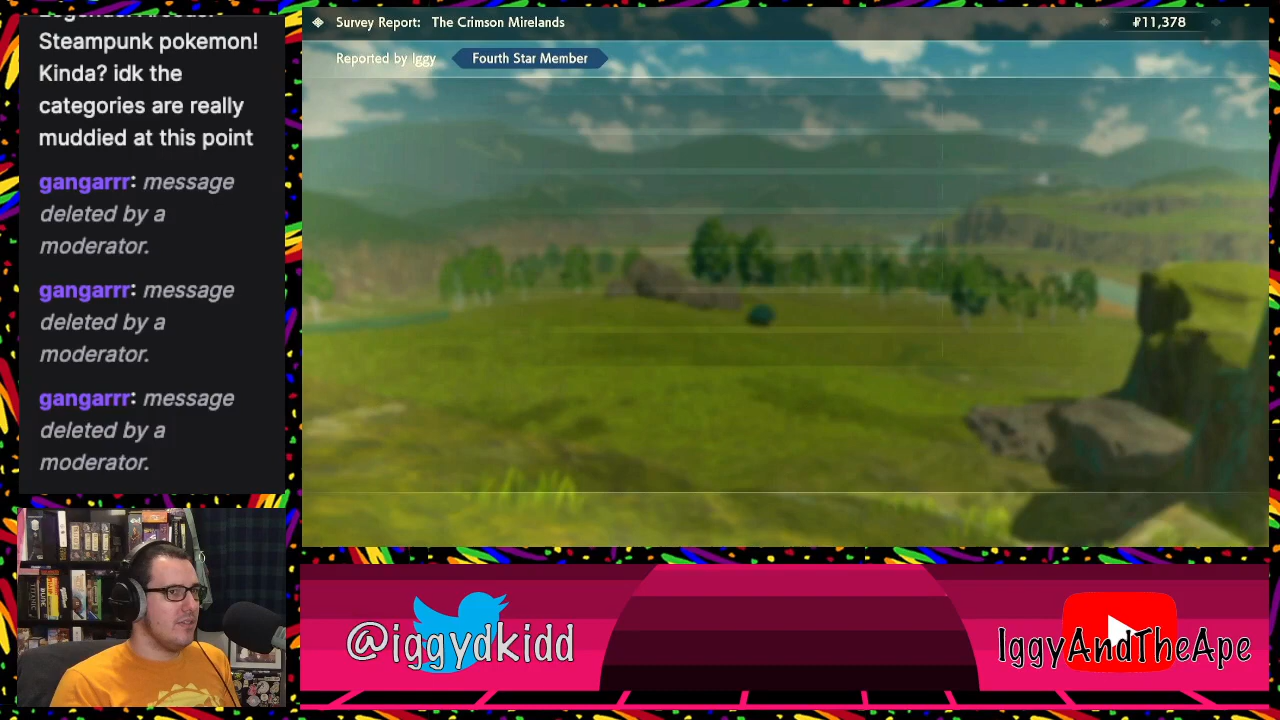 Steampunk pokemon!
Kinda? idk the
categories are really
muddied at this point
gangarrr: message
deleted by a
moderator.
gangarrr: message
deleted by a
moderator.
gangarrr: message
deleted by a
moderator.
Survey Report: The Crimson Mirelands
₽11,378
Reported by Iggy
Fourth Star Member
@iggydkidd
IggyAndTheApe